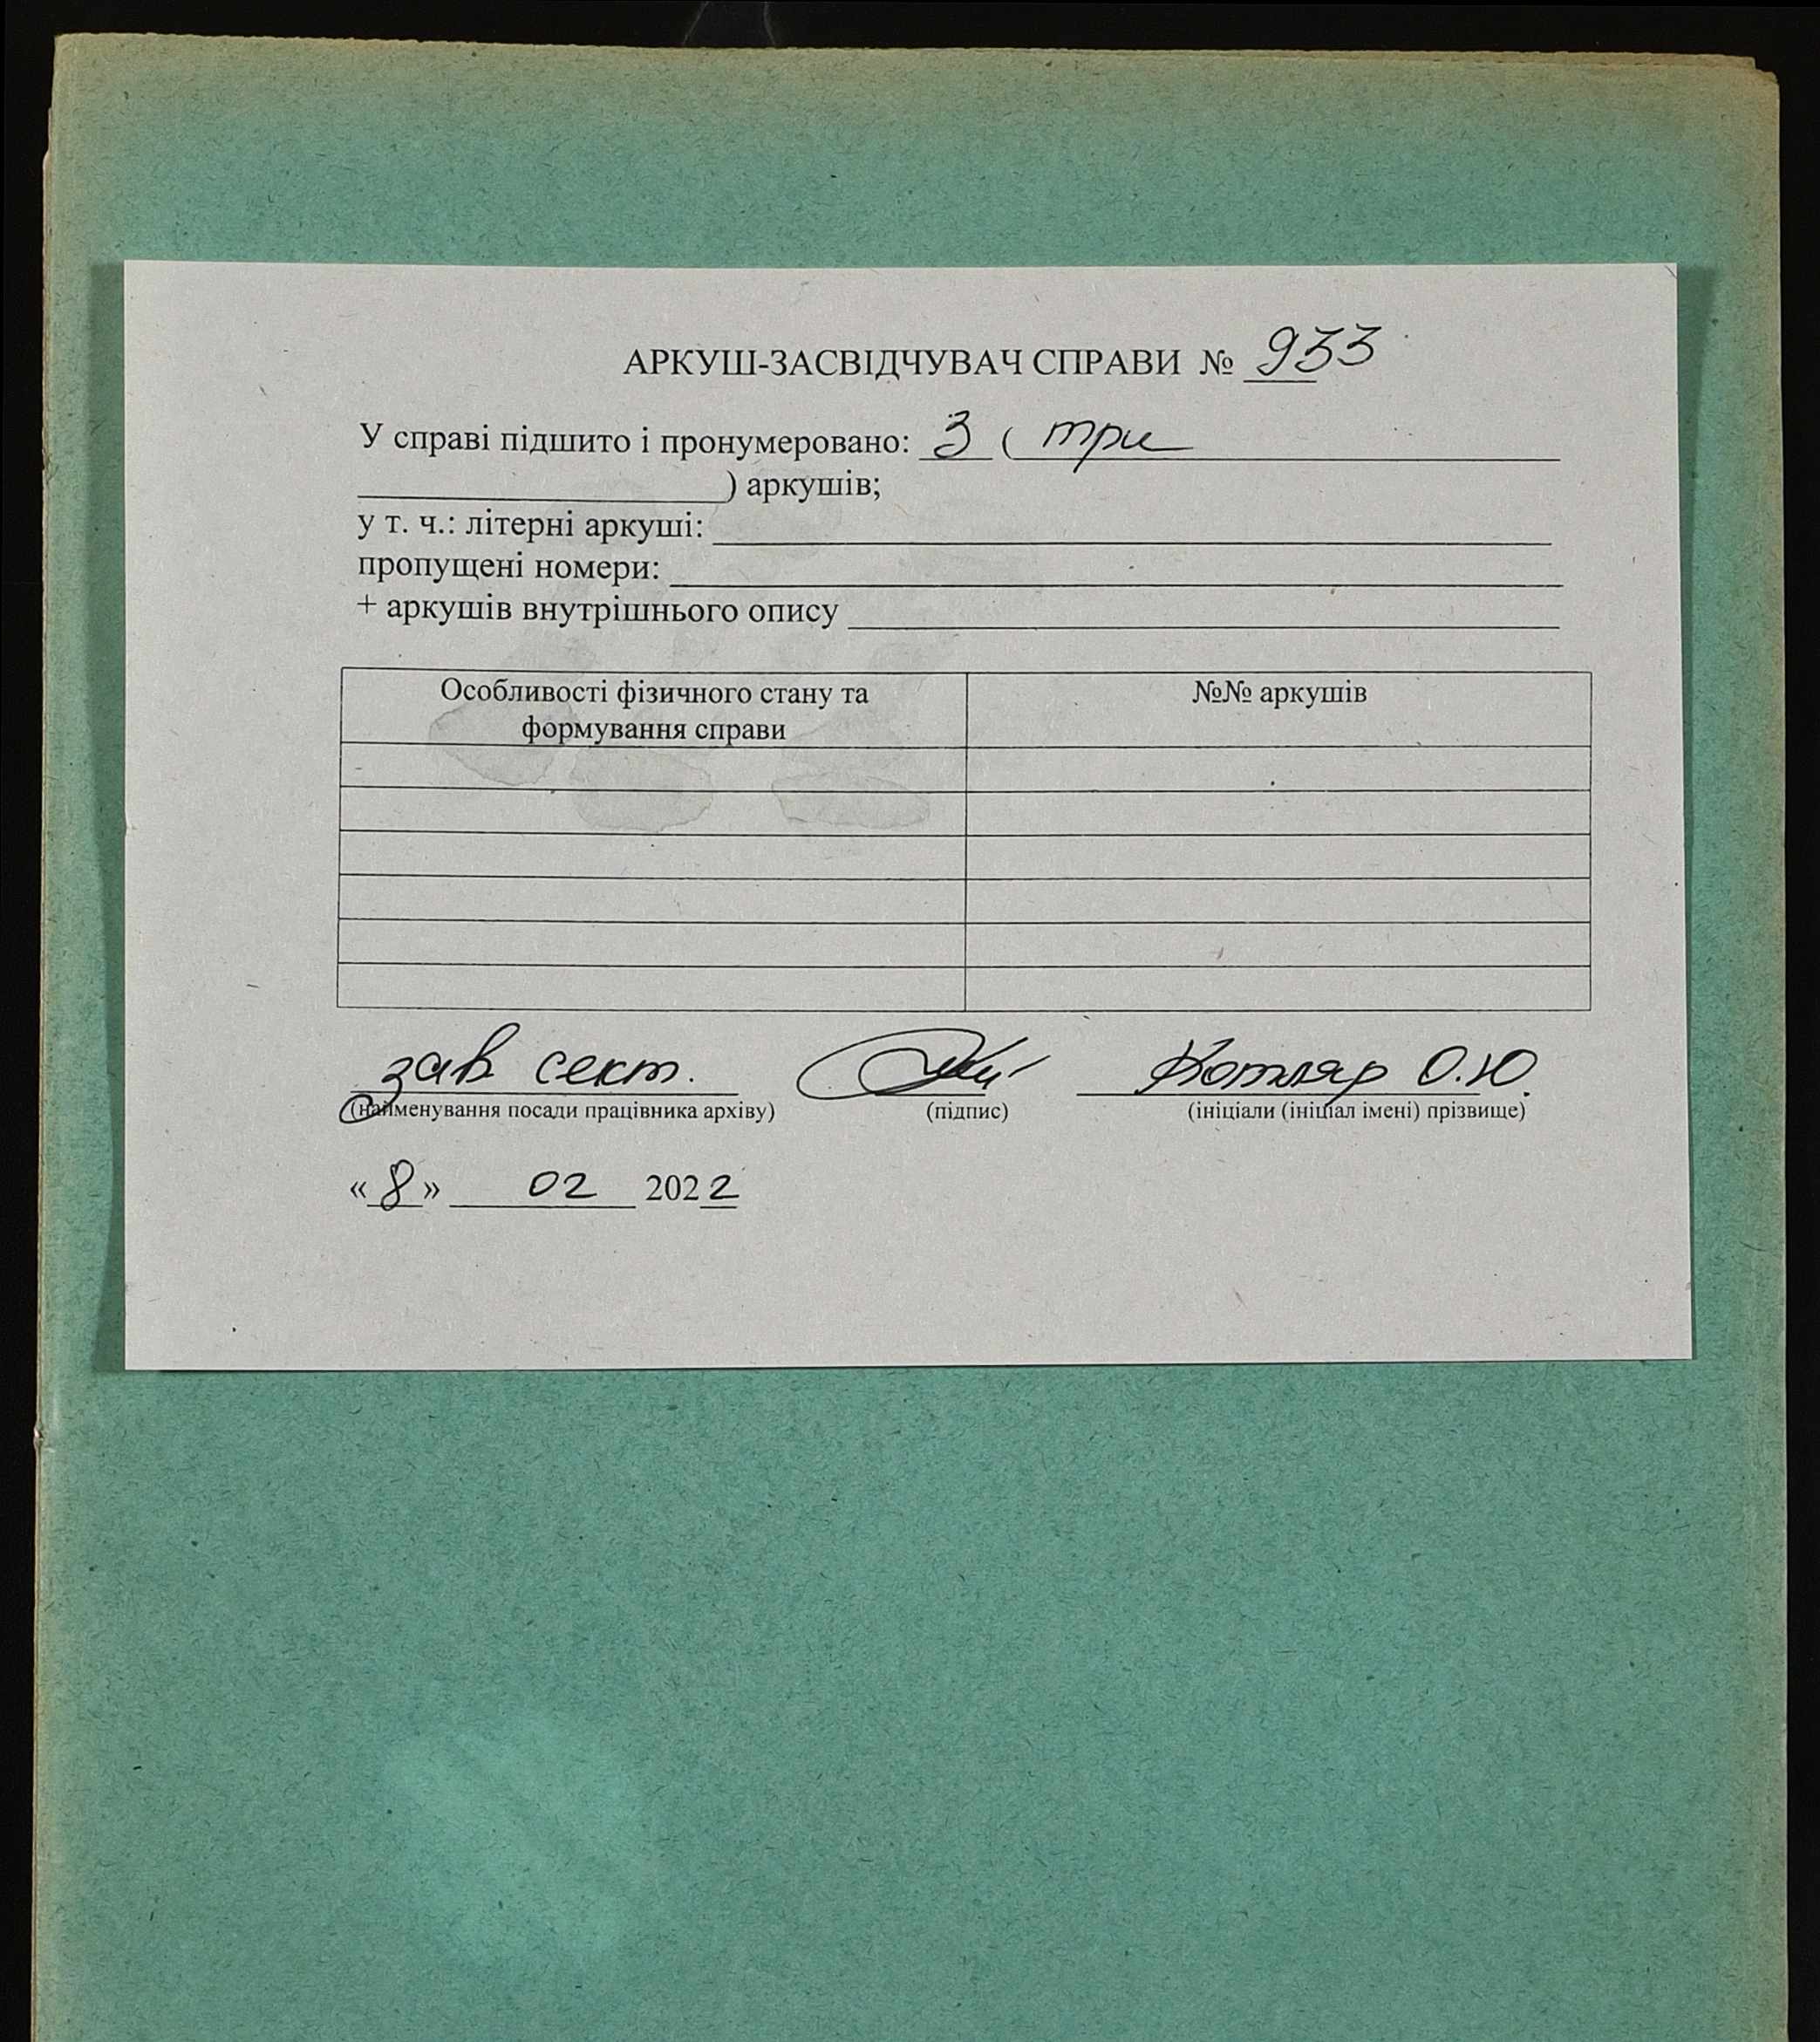 АРКУШ-ЗАСВІДЧУВАЧ СПРАВИ № 933
У справі підшито і пронумеровано: 3 ( три
) аркушів;
у т. ч.: літерні аркуші:
пропущені номери:
+ аркушів внутрішнього опису
Особливості фізичного стану та
формування справи
№№ аркушів
зав. сект. Котляр О.Ю.
(найменування посади працівника архіву) (підпис) (ініціали (ініціал імені) прізвище)
«8» 02 2022